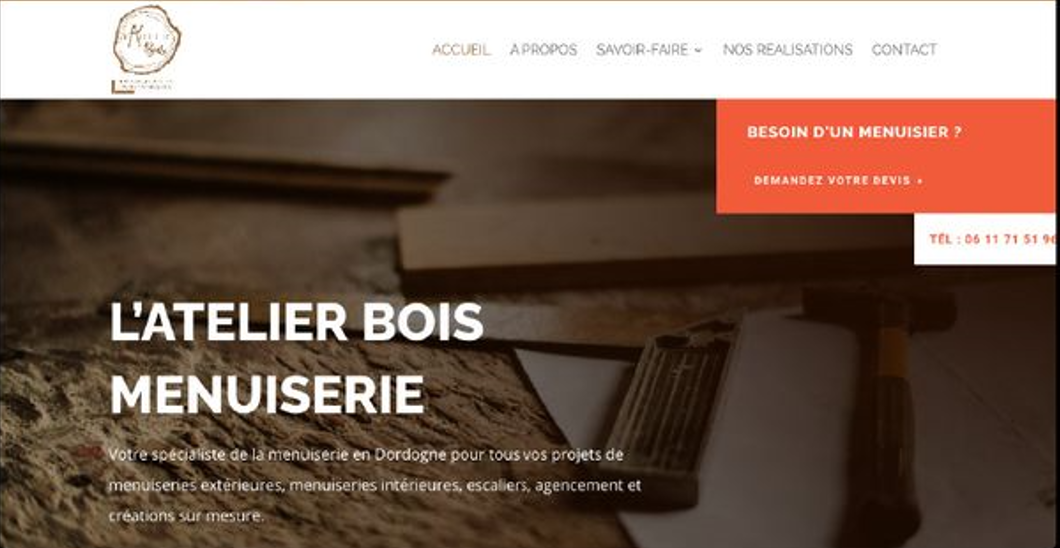 ACCUEIL A PROPOS SAVOIR-FAIRE NOS REALISATIONS CONTACT
BESOIN D'UN MENUISIER ?
DEMANDEZ VOTRE DEVIS
TÉL : 06 11 71 51 96
L'ATELIER BOIS
MENUISERIE
Votre spécialiste de la menuiserie en Dordogne pour tous vos projets de
menuiseries extérieures, menuiseries intérieures, escaliers, agencement et
créations sur mesure.